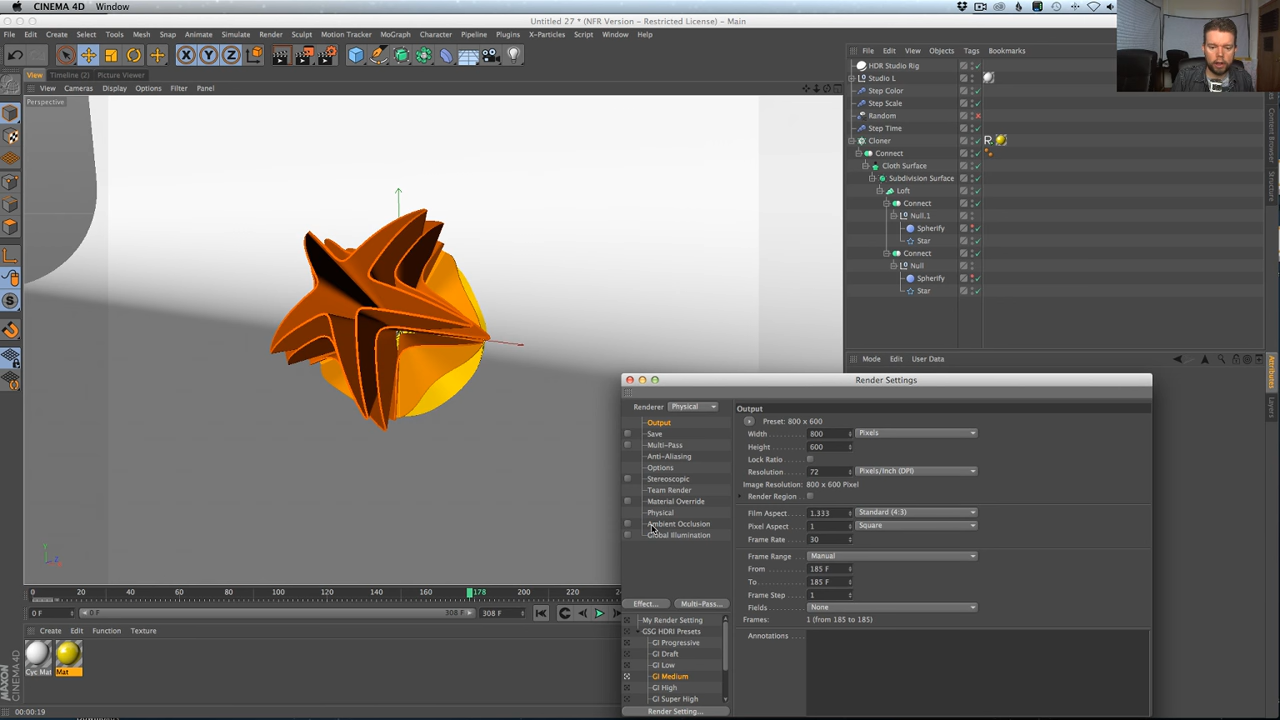 CINEMA 4D Window
Untitled 27 * (NFR Version - Restricted License) - Main
File Edit Create Select Tools Mesh Snap Animate Simulate Render Sculpt Motion Tracker MoGraph Character Pipeline Plugins X-Particles Script Window Help
File Edit View Objects Tags Bookmarks
View Timeline (2) Picture Viewer
View Cameras Display Options Filter Panel
Perspective
HDR Studio Rig
Studio L
Step Color
Step Scale
Random
Step Time
Cloner
Connect
Cloth Surface
Subdivision Surface
Loft
Connect
Null.1
Spherify
Star
Connect
Null
Spherify
Star
Content Browser
Structure
Mode Edit User Data
Attributes
Layers
Render Settings
Renderer Physical
Output
Save
Multi-Pass
Anti-Aliasing
Options
Stereoscopic
Team Render
Material Override
Physical
Ambient Occlusion
Global Illumination
Effect... Multi-Pass...
My Render Setting
GSG HDRI Presets
GI Progressive
GI Draft
GI Low
GI Medium
GI High
GI Super High
Render Setting...
Output
Preset: 800 x 600
Width 800 Pixels
Height 600
Lock Ratio
Resolution 72 Pixels/Inch (DPI)
Image Resolution: 800 x 600 Pixel
Render Region
Film Aspect 1.333 Standard (4:3)
Pixel Aspect 1 Square
Frame Rate 30
Frame Range Manual
From 185 F
To 185 F
Frame Step 1
Fields None
Frames: 1 (from 185 to 185)
Annotations
Y
0 20 40 60 80 100 120 140 160 178
0 F 0 F 308 F 308 F
Create Edit Function Texture
Cyc Mat Mat
00:00:19